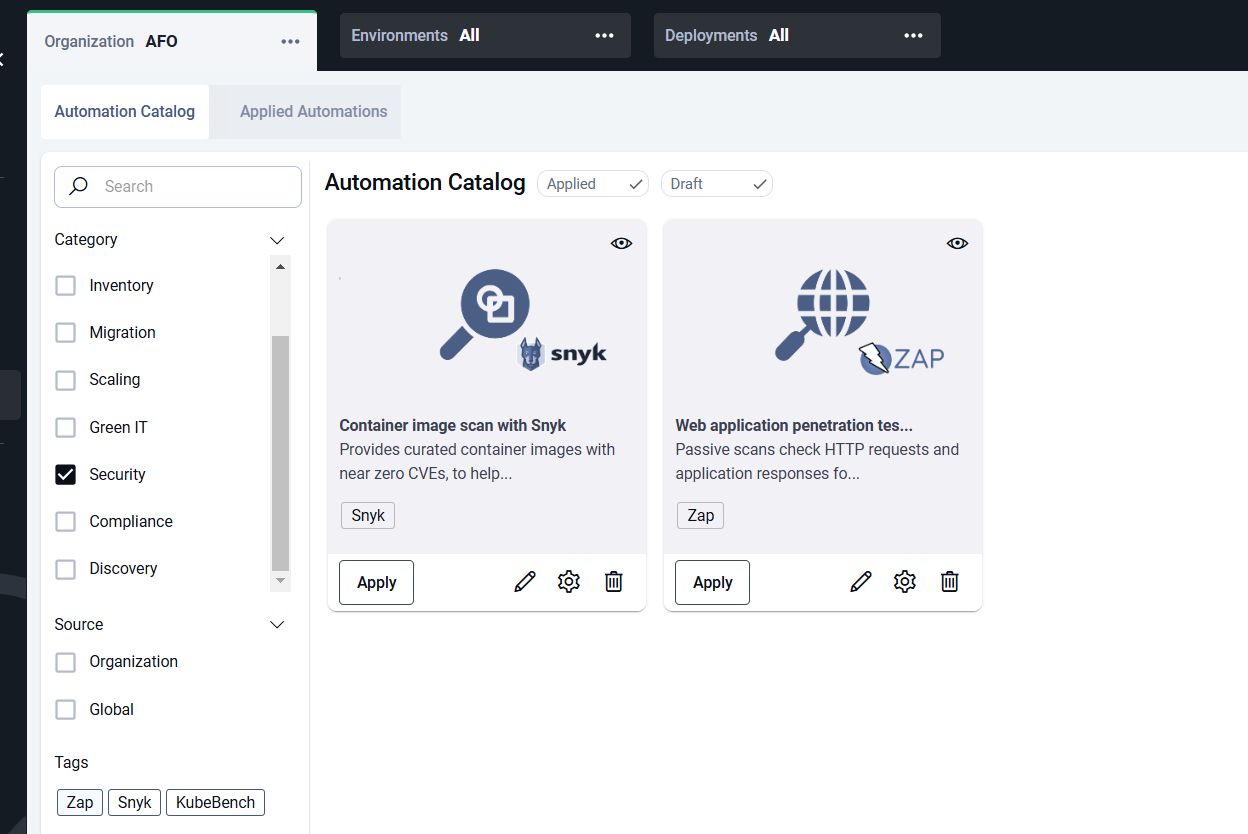 Organization AFO
Environments All
Deployments All
Automation Catalog
Applied Automations
Search
Category
Inventory
Migration
Scaling
Green IT
Security
Compliance
Discovery
Source
Organization
Global
Tags
Zap Snyk KubeBench
Automation Catalog Applied Draft
snyk
Container image scan with Snyk
Provides curated container images with
near zero CVEs, to help...
Snyk
Apply
ZAP
Web application penetration tes...
Passive scans check HTTP requests and
application responses fo...
Zap
Apply